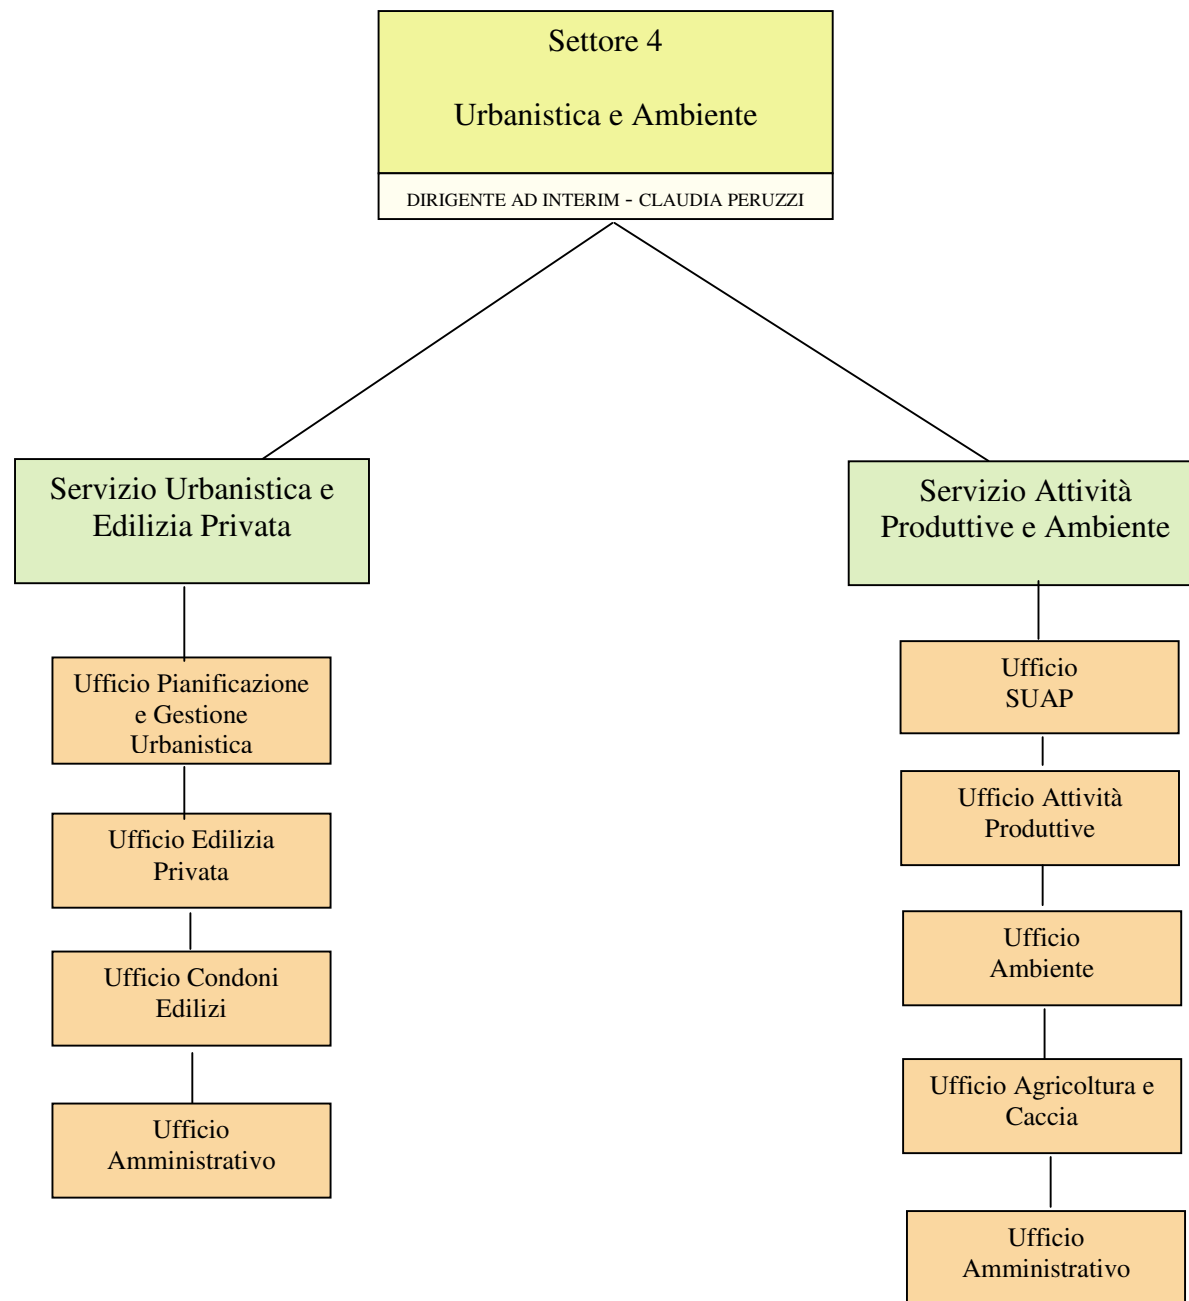 Settore 4
Urbanistica e Ambiente
DIRIGENTE AD INTERIM - CLAUDIA PERUZZI
Servizio Urbanistica e
Edilizia Privata
Ufficio Pianificazione
e Gestione
Urbanistica
Ufficio Edilizia
Privata
Ufficio Condoni
Edilizi
Ufficio
Amministrativo
Servizio Attività
Produttive e Ambiente
Ufficio
SUAP
Ufficio Attività
Produttive
Ufficio
Ambiente
Ufficio Agricoltura e
Caccia
Ufficio
Amministrativo